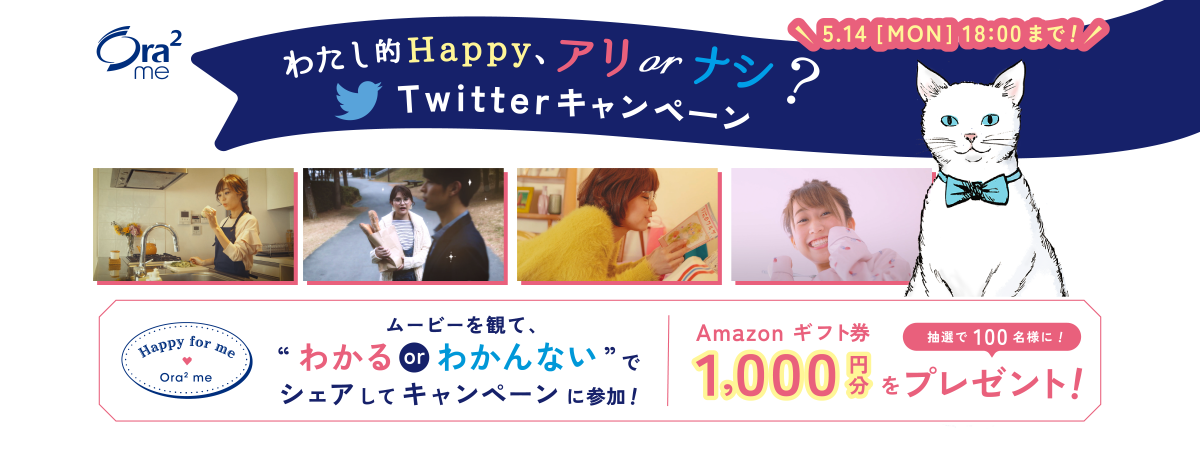 Ora²
me
5.14 [MON] 18:00まで!
わたし的Happy、アリ or ナシ?
Twitterキャンペーン
Happy for me
Ora² me
ムービーを観て、
“わかる or わかんない”で
シェアしてキャンペーンに参加!
Amazon ギフト券
抽選で100名様に!
1,000円分をプレゼント!